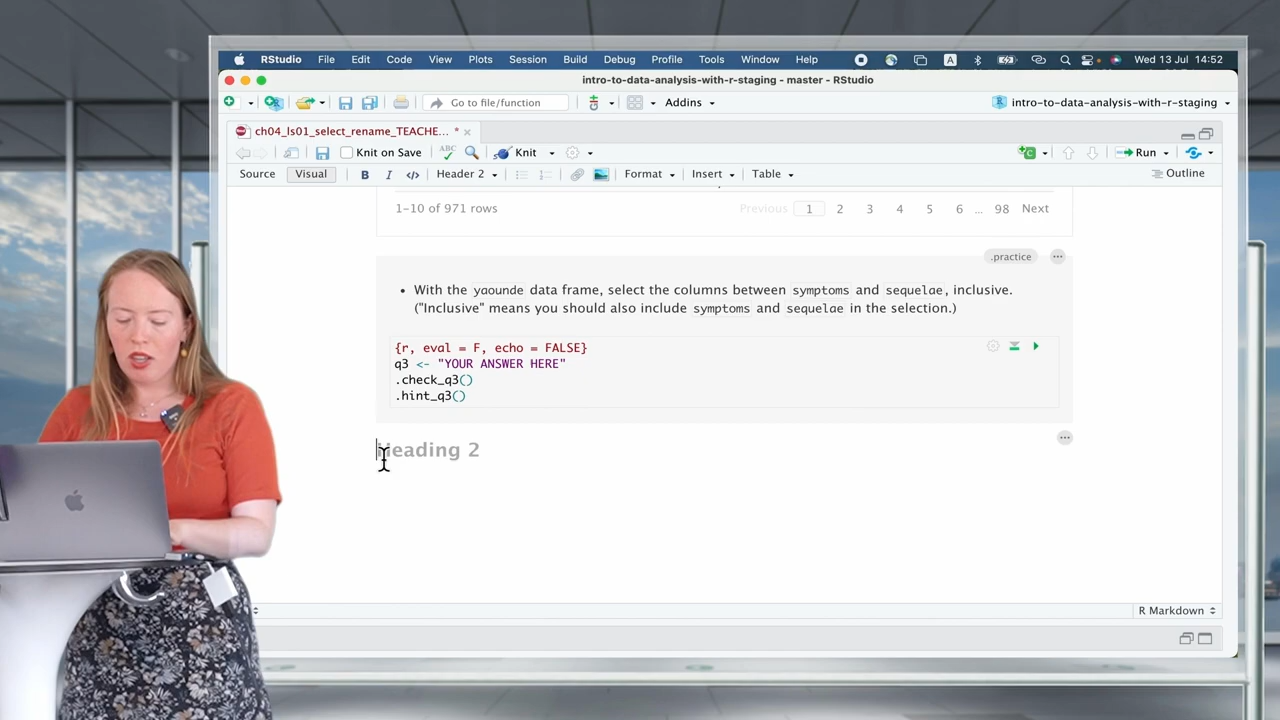 RStudio File Edit Code View Plots Session Build Debug Profile Tools Window Help A Wed 13 Jul 14:52
intro-to-data-analysis-with-r-staging - master - RStudio
Go to file/function Addins intro-to-data-analysis-with-r-staging
ch04_ls01_select_rename_TEACHE... *
Knit on Save ABC Knit Run
Source Visual B I </> Header 2 Format Insert Table Outline
1-10 of 971 rows Previous 1 2 3 4 5 6 ... 98 Next
.practice
• With the yaounde data frame, select the columns between symptoms and sequelae, inclusive.
("Inclusive" means you should also include symptoms and sequelae in the selection.)
{r, eval = F, echo = FALSE}
q3 <- "YOUR ANSWER HERE"
.check_q3()
.hint_q3()
Heading 2
R Markdown